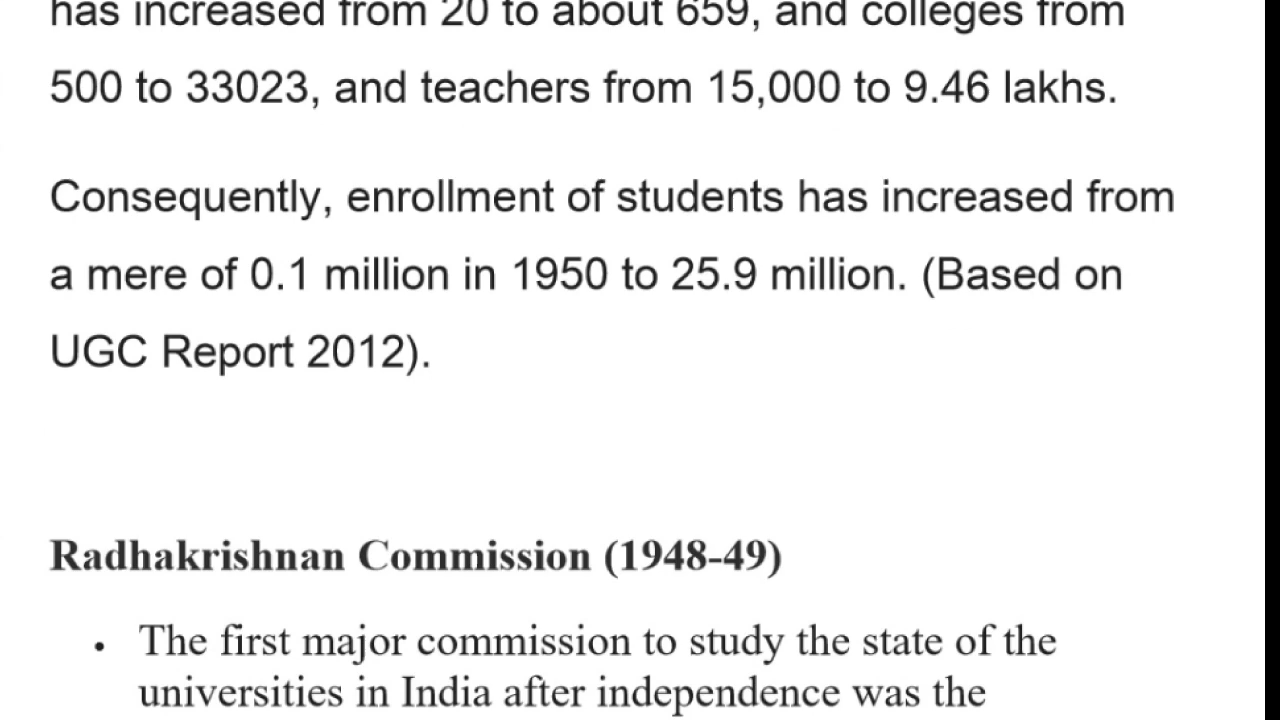 has increased from 20 to about 659, and colleges from
500 to 33023, and teachers from 15,000 to 9.46 lakhs.
Consequently, enrollment of students has increased from
a mere of 0.1 million in 1950 to 25.9 million. (Based on
UGC Report 2012).
Radhakrishnan Commission (1948-49)
• The first major commission to study the state of the
universities in India after independence was the